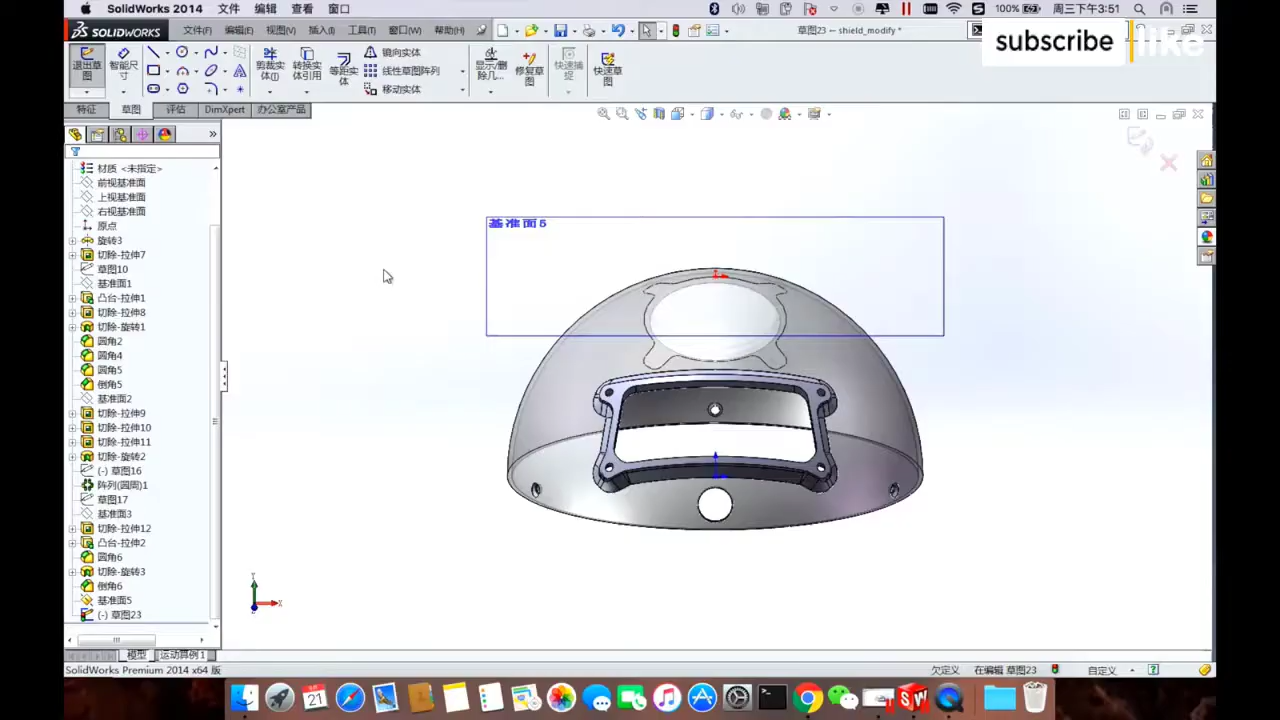 SolidWorks 2014 文件 编辑 查看 窗口
100% 周三下午3:51
SOLIDWORKS 文件(F) 编辑(E) 视图(V) 插入(I) 工具(T) 窗口(W) 帮助(H)
草图23 -- shield_modify *
subscribe
like
退出草图
智能尺寸
剪裁实体(T)
转换实体引用
等距实体
镜向实体
线性草图阵列
移动实体
显示/删除几...
修复草图
快速捕捉
快速草图
特征 草图 评估 DimXpert 办公室产品
材质 <未指定>
前视基准面
上视基准面
右视基准面
原点
旋转3
切除-拉伸7
草图10
基准面1
凸台-拉伸1
切除-拉伸8
切除-旋转1
圆角2
圆角4
圆角5
倒角5
基准面2
切除-拉伸9
切除-拉伸10
切除-拉伸11
切除-旋转2
(-) 草图16
阵列(圆周)1
草图17
基准面3
切除-拉伸12
凸台-拉伸2
圆角6
切除-旋转3
倒角6
基准面5
(-) 草图23
基准面5
Y
X
模型 运动算例1
SolidWorks Premium 2014 x64 版
欠定义 在编辑 草图23 自定义
21